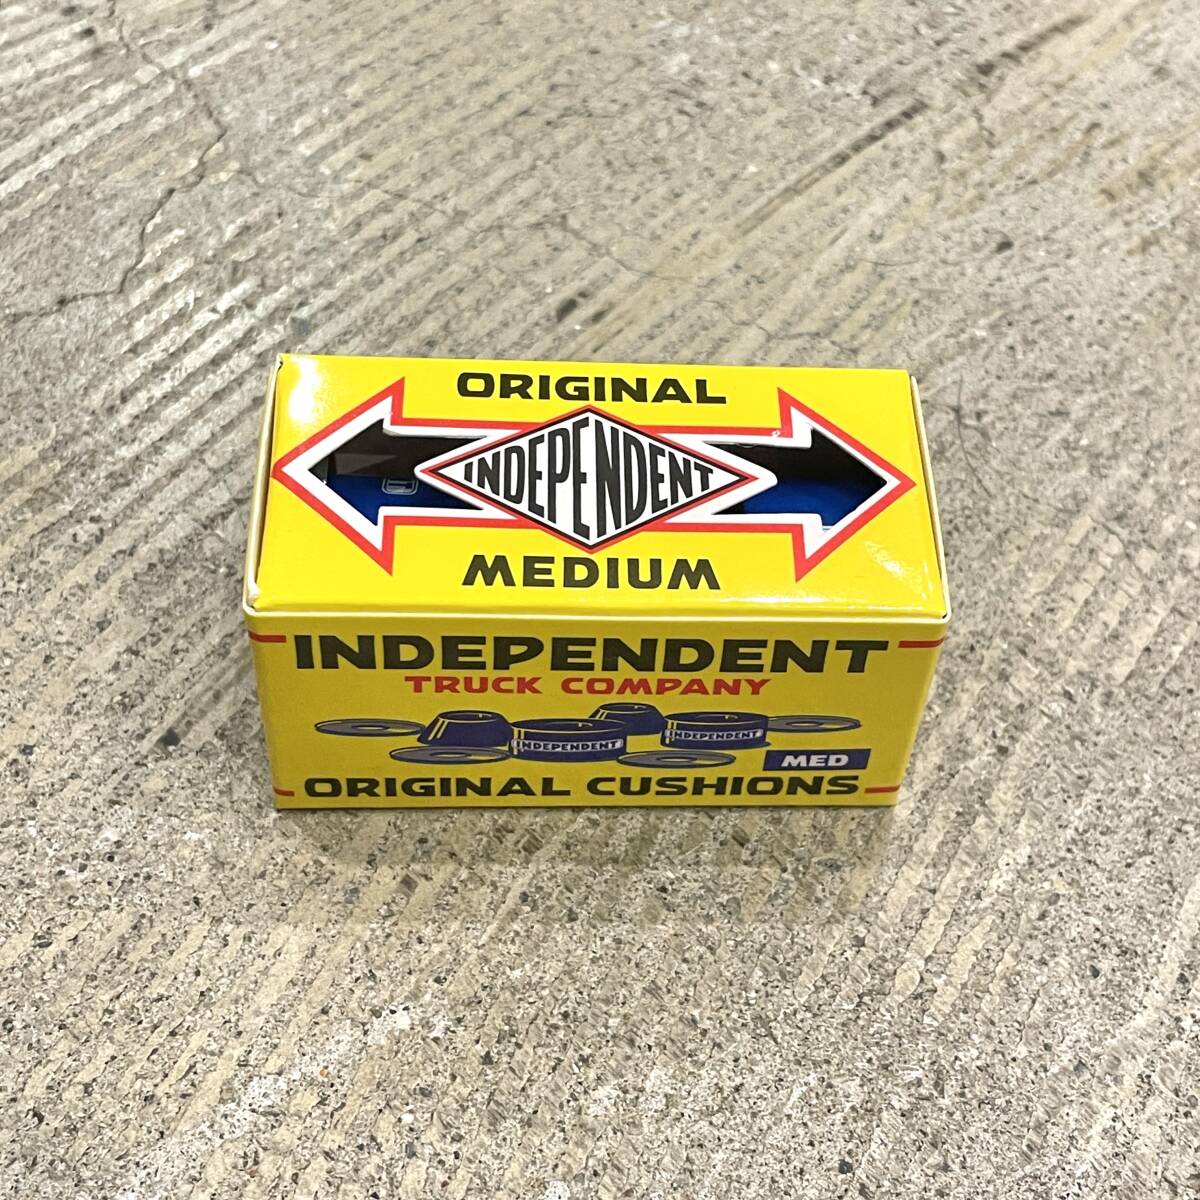 ORIGINAL
INDEPENDENT
MEDIUM
INDEPENDENT
TRUCK COMPANY
INDEPENDENT
INDEPENDENT
MED
ORIGINAL CUSHIONS